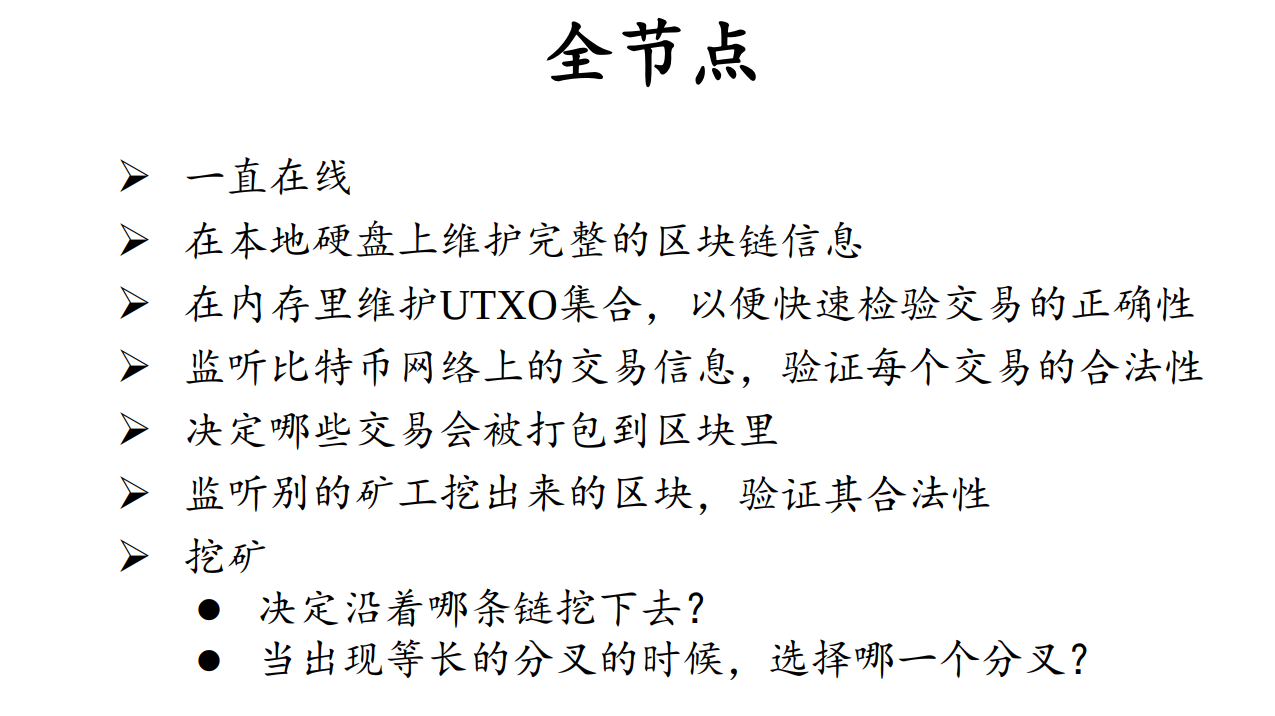 全节点
➢ 一直在线
➢ 在本地硬盘上维护完整的区块链信息
➢ 在内存里维护UTXO集合，以便快速检验交易的正确性
➢ 监听比特币网络上的交易信息，验证每个交易的合法性
➢ 决定哪些交易会被打包到区块里
➢ 监听别的矿工挖出来的区块，验证其合法性
➢ 挖矿
● 决定沿着哪条链挖下去？
● 当出现等长的分叉的时候，选择哪一个分叉？